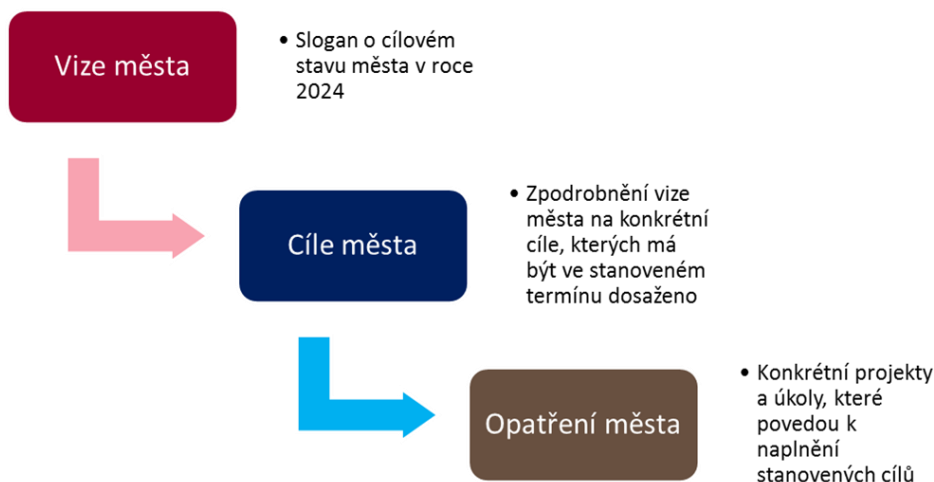 Vize města
• Slogan o cílovém
stavu města v roce
2024
Cíle města
• Zpodrobnění vize
města na konkrétní
cíle, kterých má
být ve stanoveném
termínu dosaženo
Opatření města
• Konkrétní projekty
a úkoly, které
povedou k
naplnění
stanovených cílů